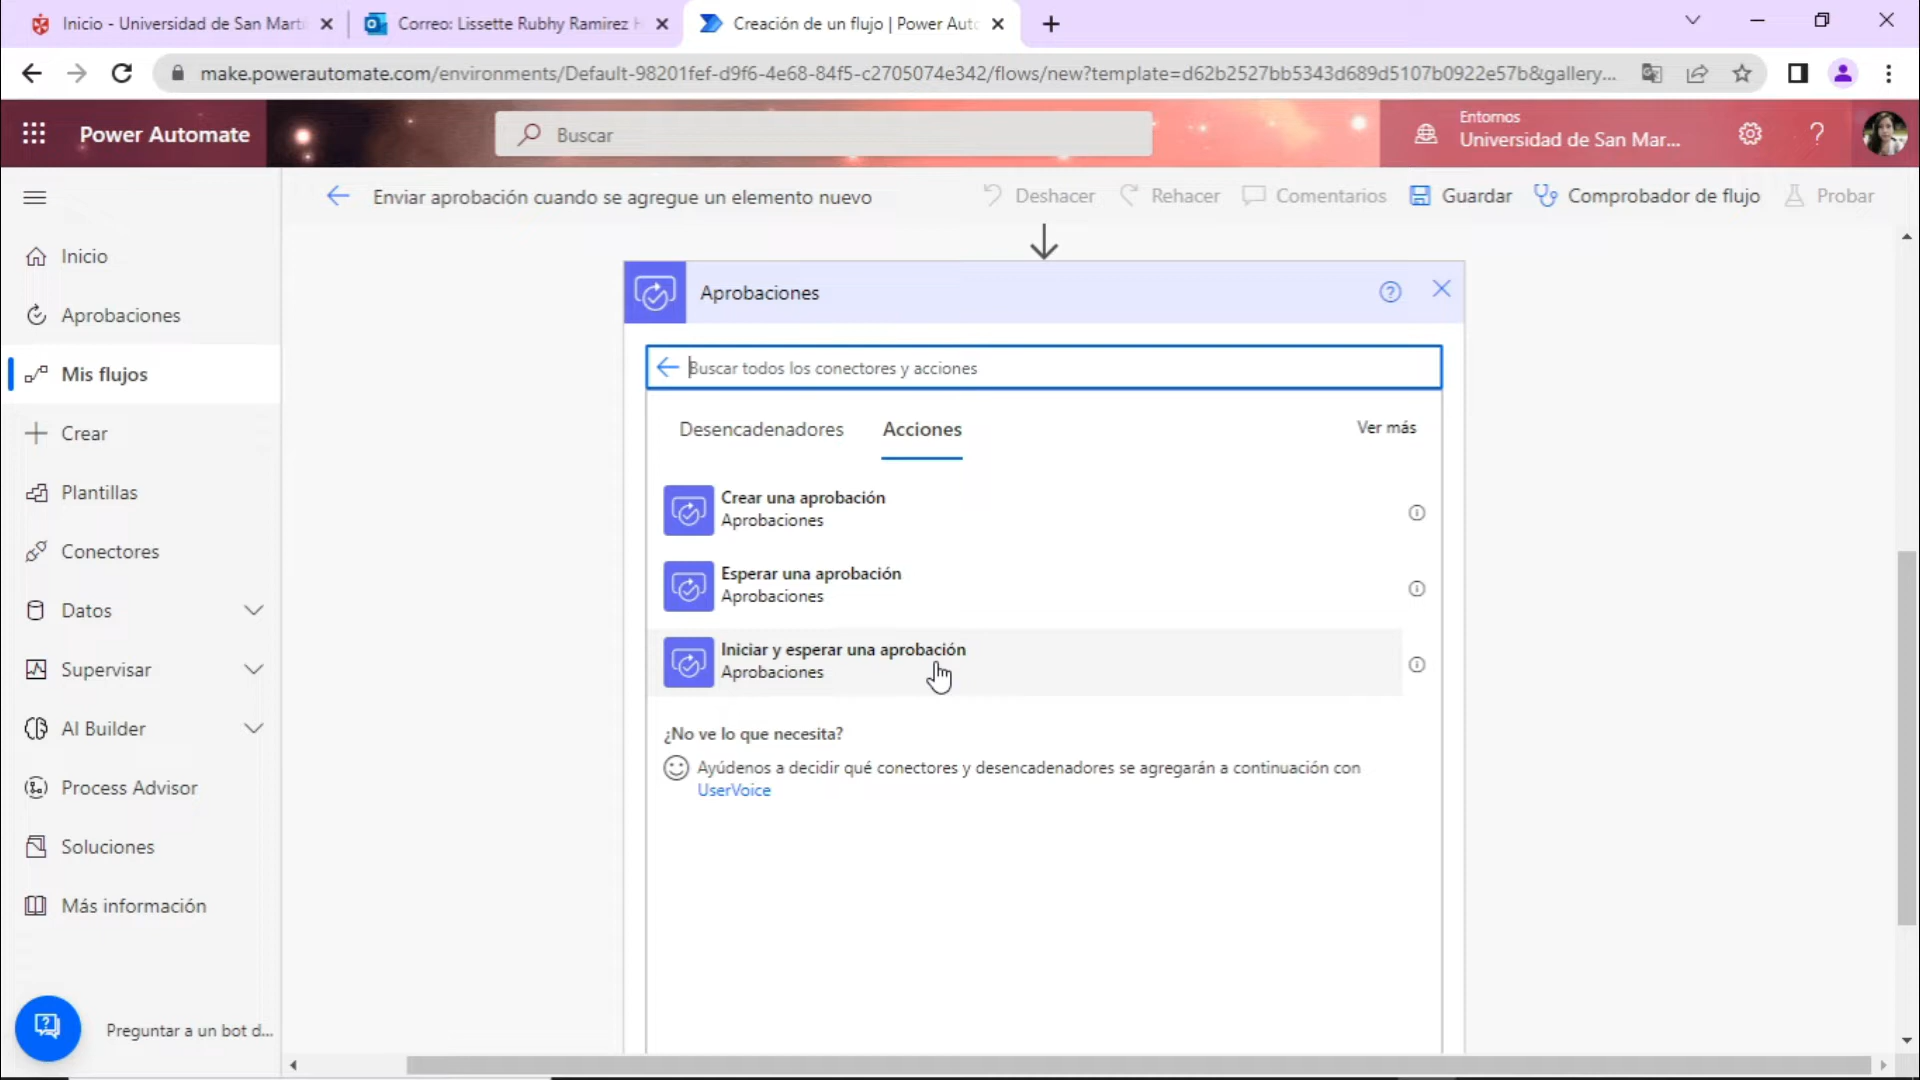 Inicio - Universidad de San Martí
Correo: Lissette Rubhy Ramirez H
Creación de un flujo | Power Auto
make.powerautomate.com/environments/Default-98201fef-d9f6-4e68-84f5-c2705074e342/flows/new?template=d62b2527bb5343d689d5107b0922e57b&gallery...
Power Automate
Buscar
Entornos
Universidad de San Mar...
Enviar aprobación cuando se agregue un elemento nuevo
Deshacer
Rehacer
Comentarios
Guardar
Comprobador de flujo
Probar
Inicio
Aprobaciones
Mis flujos
Crear
Plantillas
Conectores
Datos
Supervisar
AI Builder
Process Advisor
Soluciones
Más información
Preguntar a un bot d...
Aprobaciones
Buscar todos los conectores y acciones
Desencadenadores
Acciones
Ver más
Crear una aprobación
Aprobaciones
Esperar una aprobación
Aprobaciones
Iniciar y esperar una aprobación
Aprobaciones
¿No ve lo que necesita?
Ayúdenos a decidir qué conectores y desencadenadores se agregarán a continuación con
UserVoice